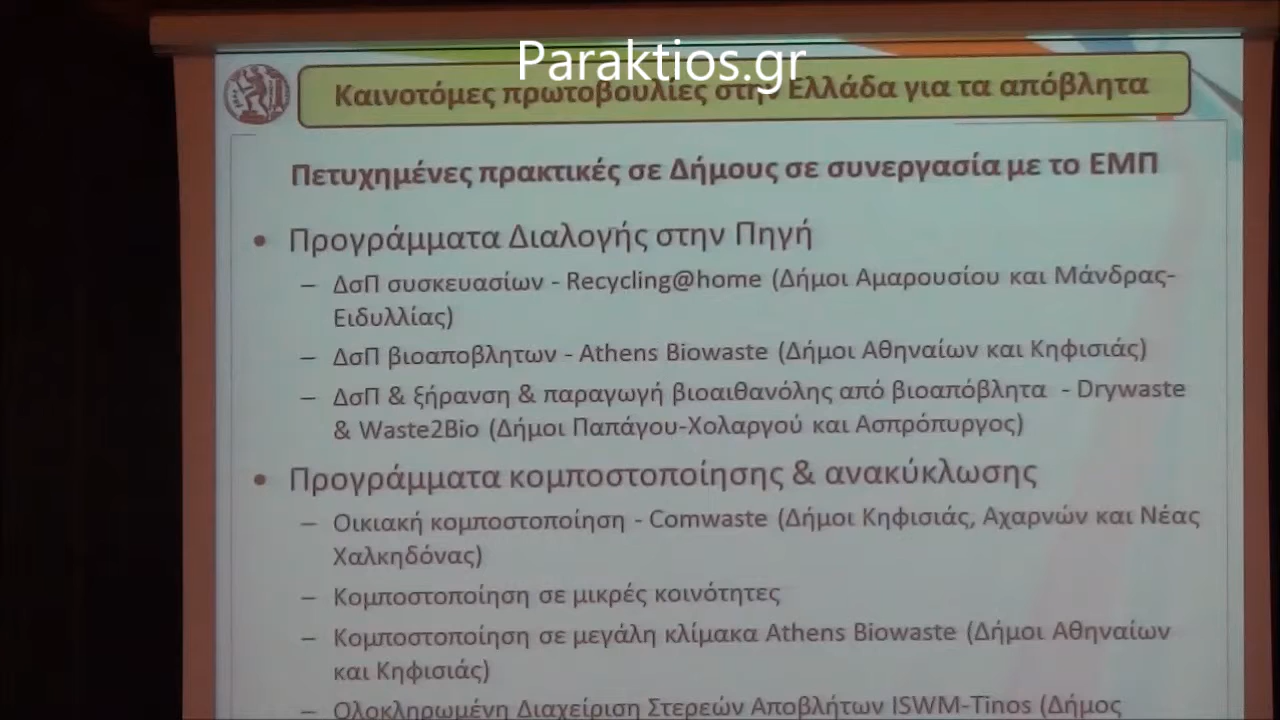 Paraktios.gr
Καινοτόμες πρωτοβουλίες στην Ελλάδα για τα απόβλητα
Πετυχημένες πρακτικές σε Δήμους σε συνεργασία με το ΕΜΠ
• Προγράμματα Διαλογής στην Πηγή
– ΔσΠ συσκευασίων - Recycling@home (Δήμοι Αμαρουσίου και Μάνδρας-
Ειδυλλίας)
– ΔσΠ βιοαποβλητων - Athens Biowaste (Δήμοι Αθηναίων και Κηφισιάς)
– ΔσΠ & ξήρανση & παραγωγή βιοαιθανόλης από βιοαπόβλητα - Drywaste
& Waste2Bio (Δήμοι Παπάγου-Χολαργού και Ασπρόπυργος)
• Προγράμματα κομποστοποίησης & ανακύκλωσης
– Οικιακή κομποστοποίηση - Comwaste (Δήμοι Κηφισιάς, Αχαρνών και Νέας
Χαλκηδόνας)
– Κομποστοποίηση σε μικρές κοινότητες
– Κομποστοποίηση σε μεγάλη κλίμακα Athens Biowaste (Δήμοι Αθηναίων
και Κηφισιάς)
– Ολοκληρωμένη Διαχείριση Στερεών Αποβλήτων ISWM-Tinos (Δήμος